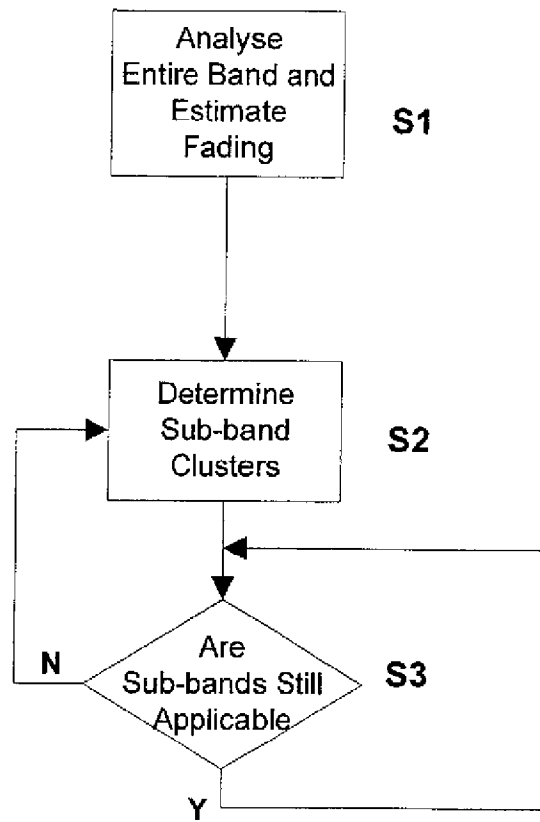 Analyse
Entire Band and
Estimate
Fading
S1
Determine
Sub-band
Clusters
S2
Are
Sub-bands Still
Applicable
S3
N
Y